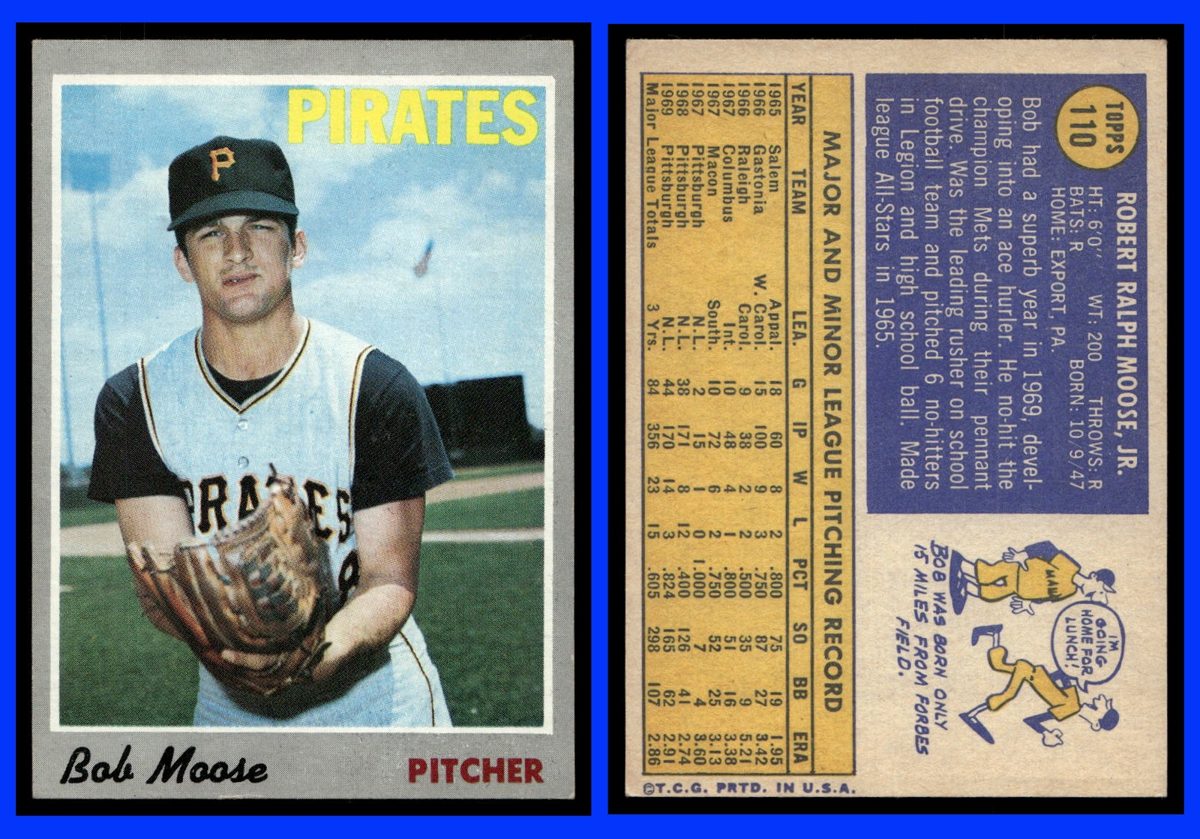 PIRATES
P
PIRATES
Bob Moose
PITCHER
TOPPS
110
ROBERT RALPH MOOSE, JR.
HT: 6'0" WT: 200 THROWS: R
BATS: R BORN: 10/9/47
HOME: EXPORT, PA.
Bob had a superb year in 1969, devel-
oping into an ace hurler. He no-hit the
champion Mets during their pennant
drive. Was the leading rusher on school
football team and pitched 6 no-hitters
in Legion and high school ball. Made
league All-Stars in 1965.
MAN
I'M
GOING
HOME FOR
LUNCH!
BOB WAS BORN ONLY
15 MILES FROM FORBES
FIELD.
MAJOR AND MINOR LEAGUE PITCHING RECORD
YEAR TEAM LEA. G IP W L PCT SO BB ERA
1965 Salem Appal. 18 60 8 2 .800 75 19 1.95
1966 Gastonia W. Carol. 15 100 9 3 .750 87 27 3.42
1966 Raleigh Carol. 9 38 2 2 .500 35 9 5.21
1967 Columbus Int. 10 48 4 1 .800 51 16 3.38
1967 Macon South. 10 72 6 2 .750 52 25 3.13
1967 Pittsburgh N.L. 2 15 1 0 1.000 7 4 3.60
1968 Pittsburgh N.L. 38 171 8 12 .400 126 41 2.74
1969 Pittsburgh N.L. 44 170 14 3 .824 165 62 2.91
Major League Totals 3 Yrs. 84 356 23 15 .605 298 107 2.86
©T.C.G. PRTD. IN U.S.A.